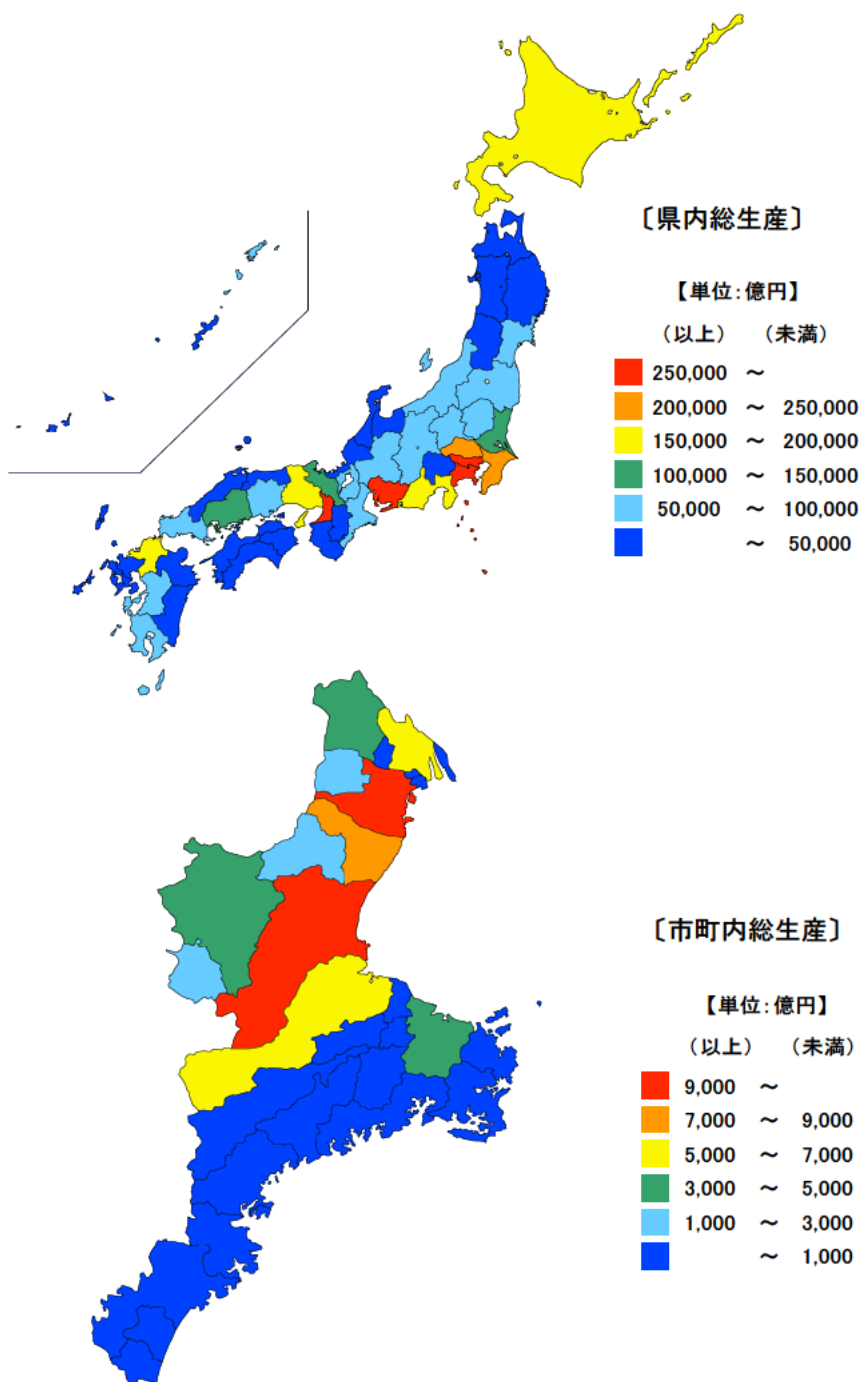 〔県内総生産〕
【単位:億円】
(以上) (未満)
250,000 ~
200,000 ~ 250,000
150,000 ~ 200,000
100,000 ~ 150,000
50,000 ~ 100,000
~ 50,000
〔市町内総生産〕
【単位:億円】
(以上) (未満)
9,000 ~
7,000 ~ 9,000
5,000 ~ 7,000
3,000 ~ 5,000
1,000 ~ 3,000
~ 1,000